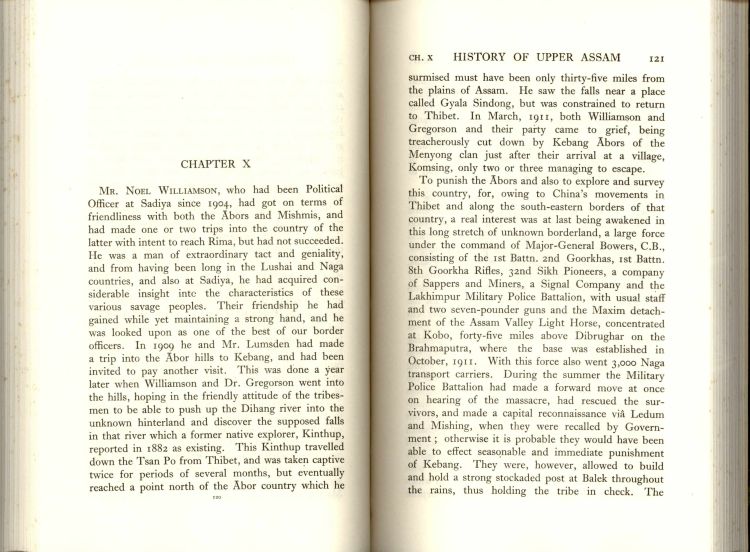 CHAPTER X
Mr. Noel Williamson, who had been Political
Officer at Sadiya since 1904, had got on terms of
friendliness with both the Ābors and Mishmis, and
had made one or two trips into the country of the
latter with intent to reach Rima, but had not succeeded.
He was a man of extraordinary tact and geniality,
and from having been long in the Lushai and Naga
countries, and also at Sadiya, he had acquired con-
siderable insight into the characteristics of these
various savage peoples. Their friendship he had
gained while yet maintaining a strong hand, and he
was looked upon as one of the best of our border
officers. In 1909 he and Mr. Lumsden had made
a trip into the Ābor hills to Kebang, and had been
invited to pay another visit. This was done a year
later when Williamson and Dr. Gregorson went into
the hills, hoping in the friendly attitude of the tribes-
men to be able to push up the Dihang river into the
unknown hinterland and discover the supposed falls
in that river which a former native explorer, Kinthup,
reported in 1882 as existing. This Kinthup travelled
down the Tsan Po from Thibet, and was taken captive
twice for periods of several months, but eventually
reached a point north of the Ābor country which he
120
CH. X HISTORY OF UPPER ASSAM 121
surmised must have been only thirty-five miles from
the plains of Assam. He saw the falls near a place
called Gyala Sindong, but was constrained to return
to Thibet. In March, 1911, both Williamson and
Gregorson and their party came to grief, being
treacherously cut down by Kebang Ābors of the
Menyong clan just after their arrival at a village,
Komsing, only two or three managing to escape.
To punish the Ābors and also to explore and survey
this country, for, owing to China's movements in
Thibet and along the south-eastern borders of that
country, a real interest was at last being awakened in
this long stretch of unknown borderland, a large force
under the command of Major-General Bowers, C.B.,
consisting of the 1st Battn. 2nd Goorkhas, 1st Battn.
8th Goorkha Rifles, 32nd Sikh Pioneers, a company
of Sappers and Miners, a Signal Company and the
Lakhimpur Military Police Battalion, with usual staff
and two seven-pounder guns and the Maxim detach-
ment of the Assam Valley Light Horse, concentrated
at Kobo, forty-five miles above Dibrughar on the
Brahmaputra, where the base was established in
October, 1911. With this force also went 3,000 Naga
transport carriers. During the summer the Military
Police Battalion had made a forward move at once
on hearing of the massacre, had rescued the sur-
vivors, and made a capital reconnaissance viâ Ledum
and Mishing, when they were recalled by Govern-
ment ; otherwise it is probable they would have been
able to effect seasonable and immediate punishment
of Kebang. They were, however, allowed to build
and hold a strong stockaded post at Balek throughout
the rains, thus holding the tribe in check. The